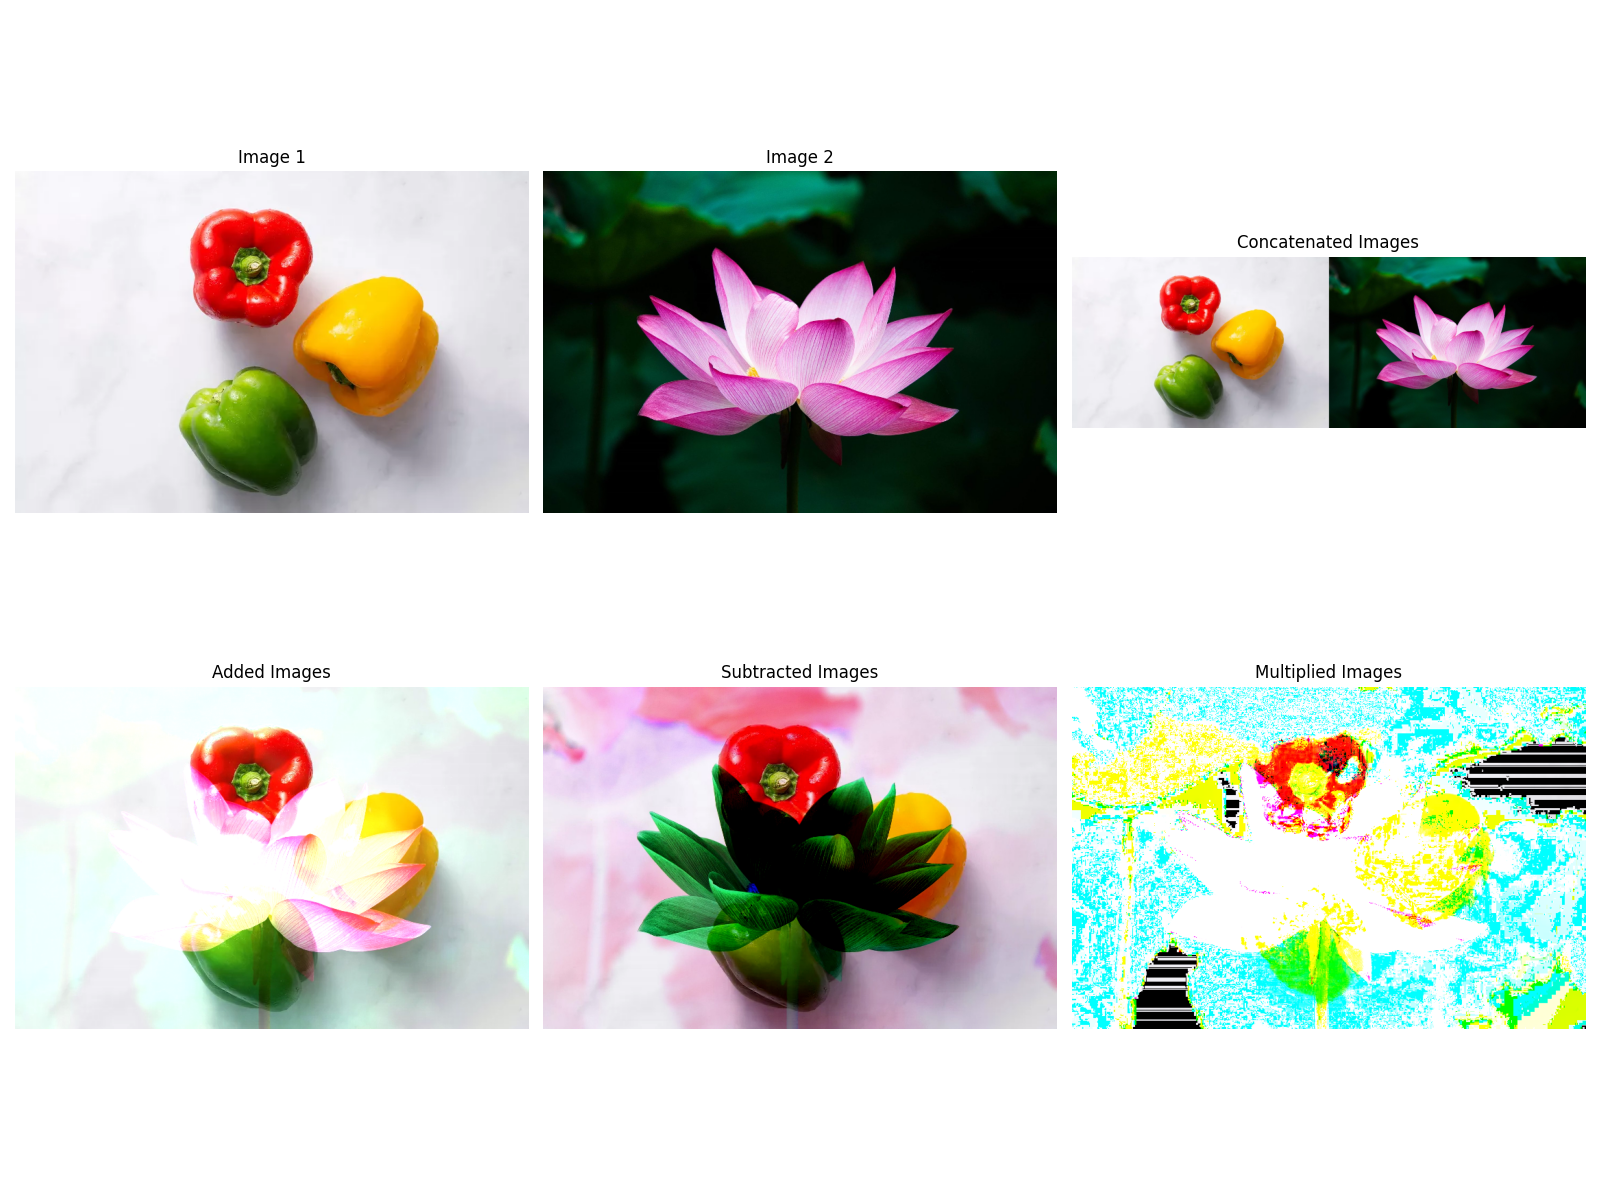 Image 1
Image 2
Concatenated Images
Added Images
Subtracted Images
Multiplied Images